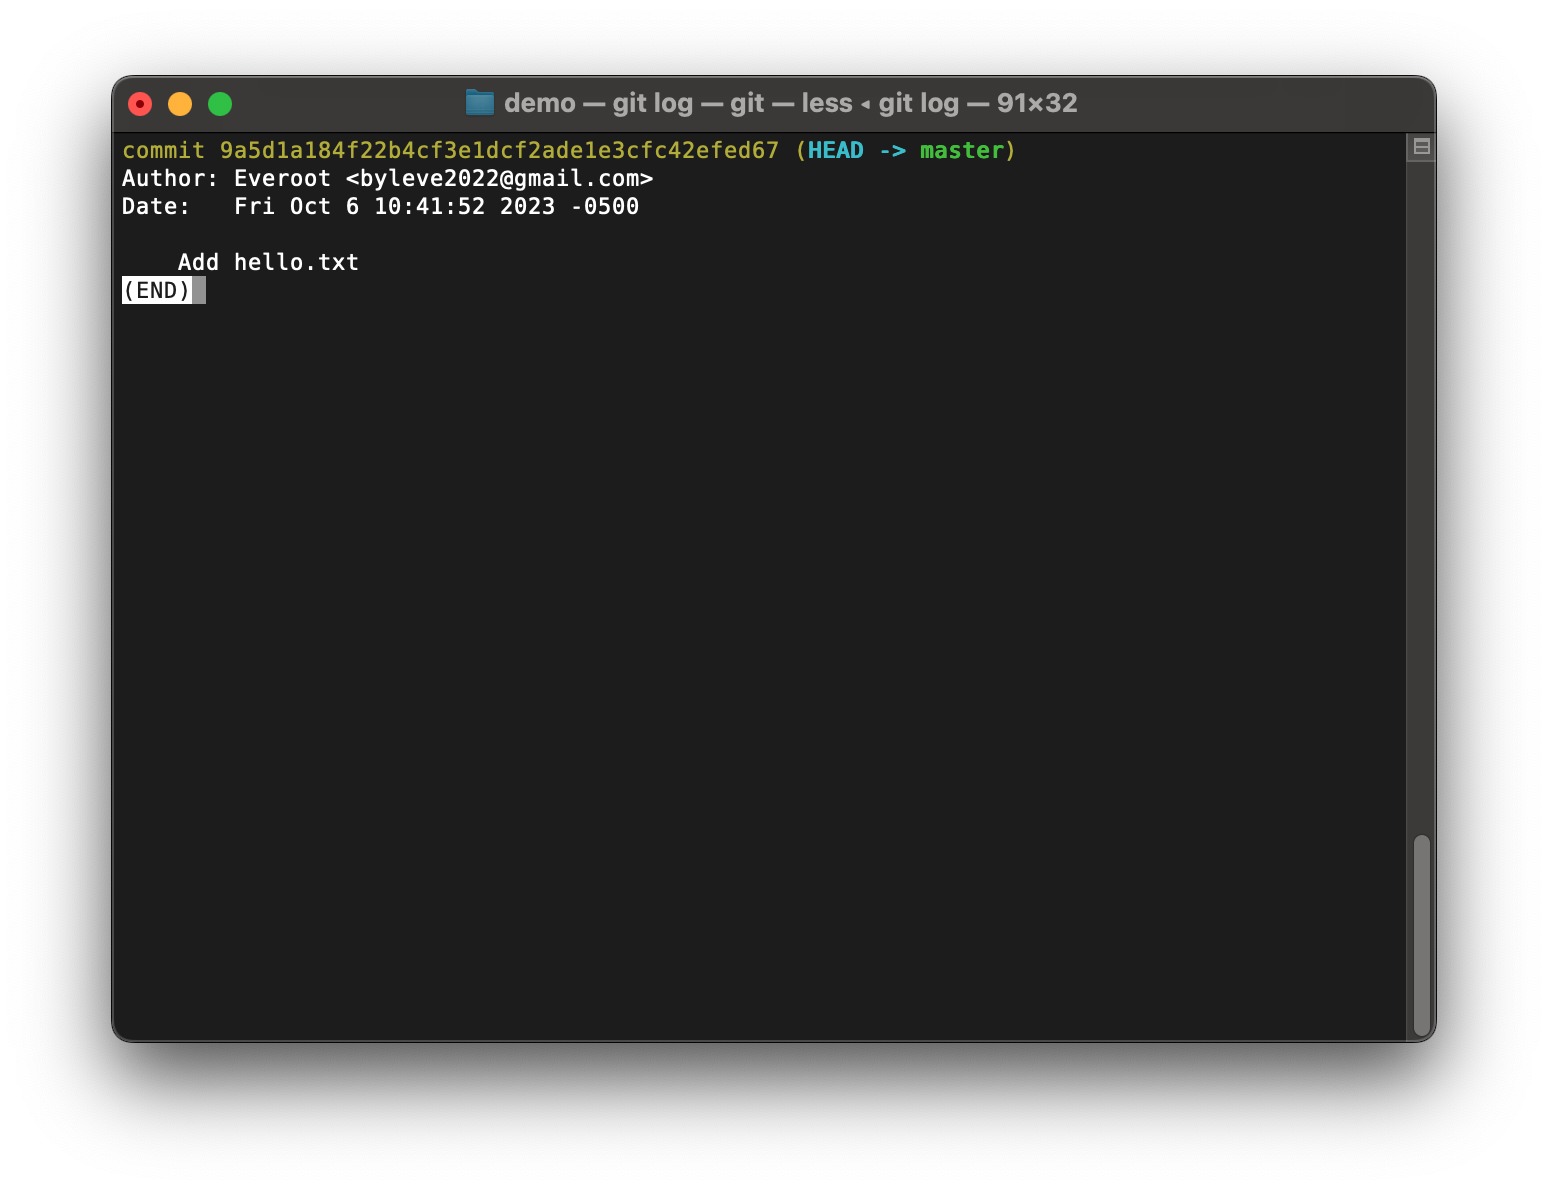 demo — git log — git — less ◂ git log — 91×32
commit 9a5d1a184f22b4cf3e1dcf2ade1e3cfc42efed67 (HEAD -> master)
Author: Everoot <byleve2022@gmail.com>
Date:   Fri Oct 6 10:41:52 2023 -0500
    Add hello.txt
(END)